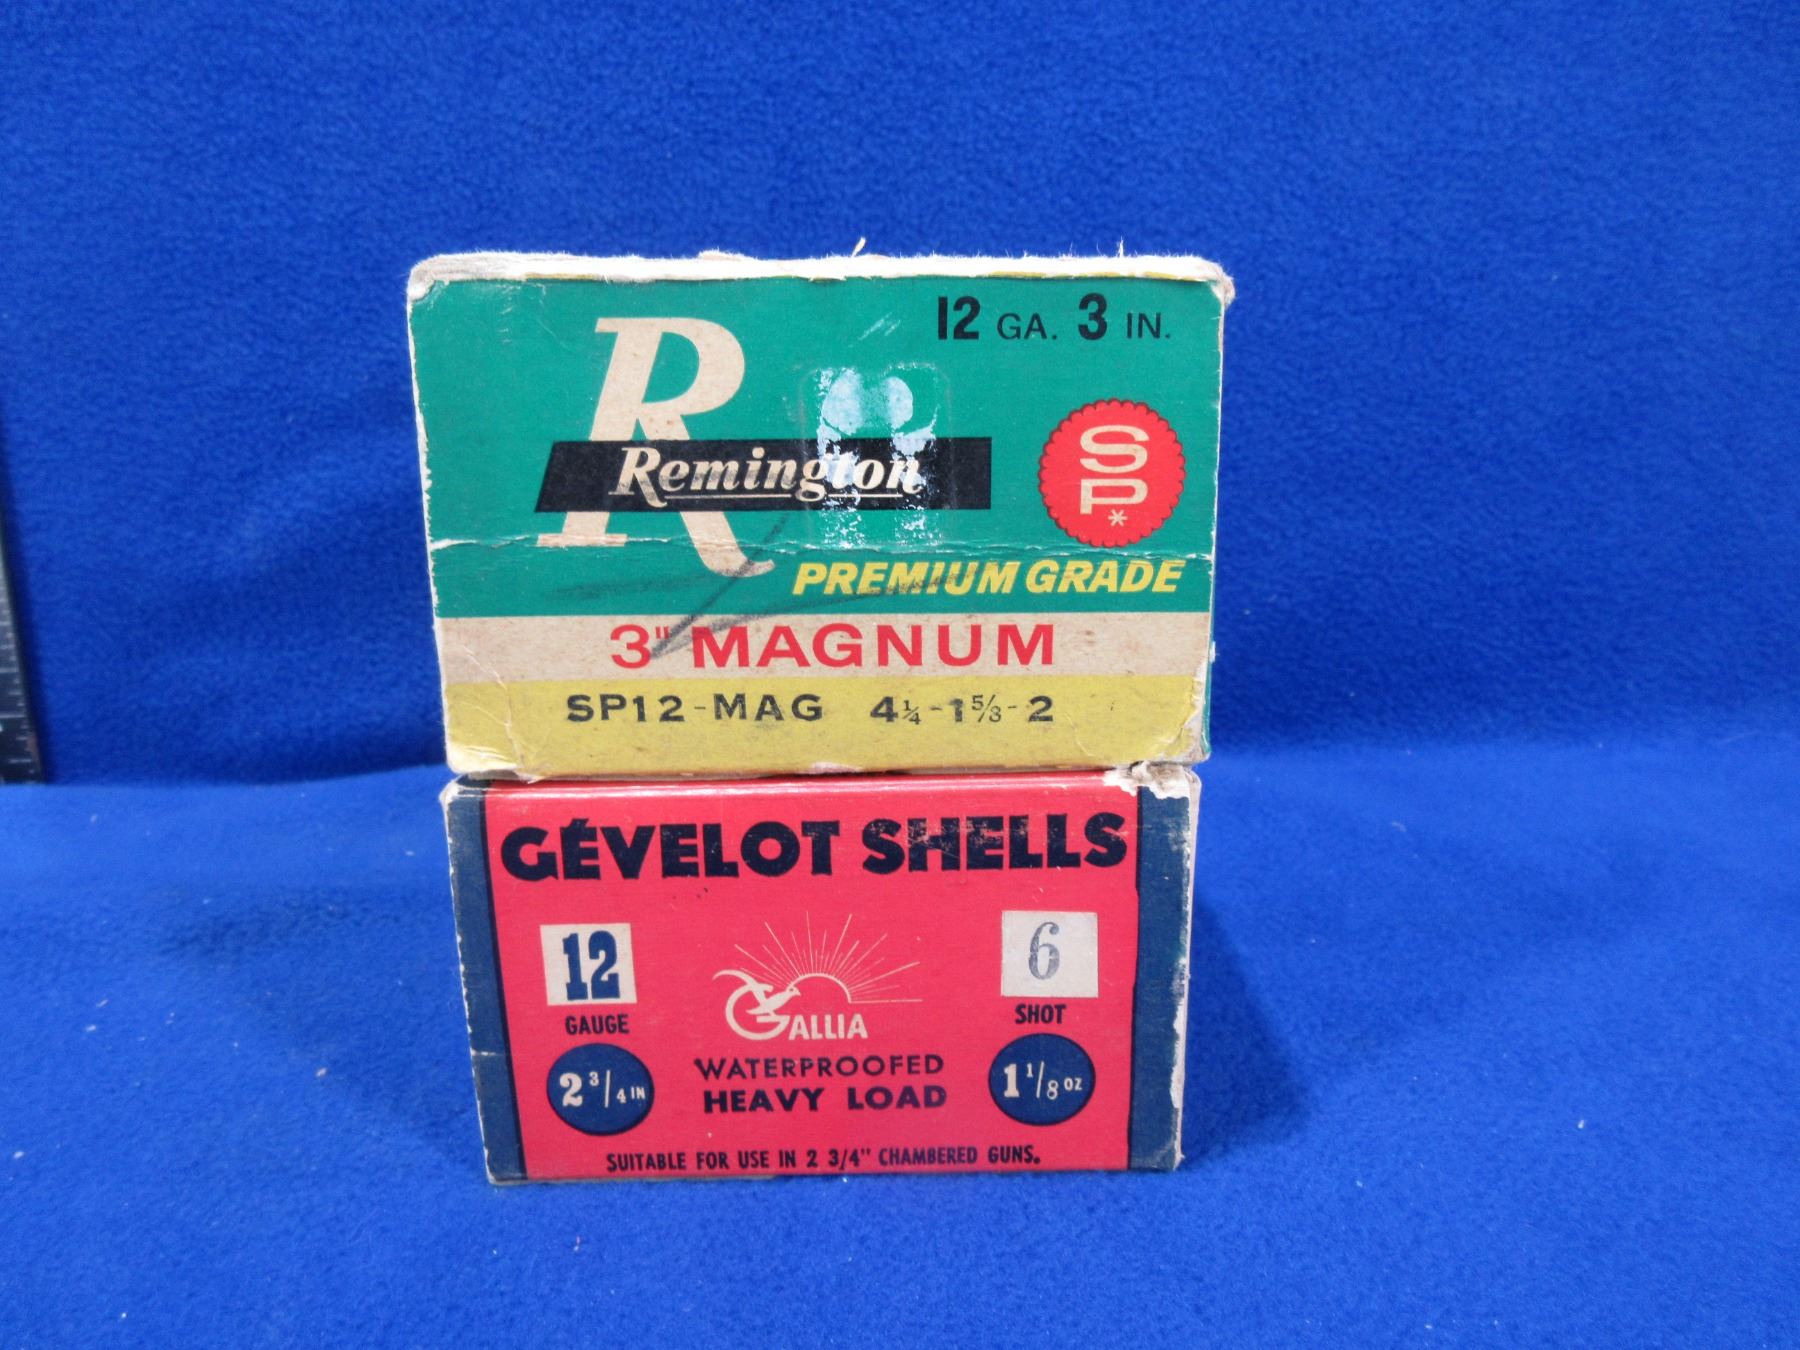 12 GA. 3 IN.
R
Remington
SP*
PREMIUM GRADE
3" MAGNUM
SP12-MAG 4¼-1⅝-2
GÉVELOT SHELLS
12
GAUGE
6
SHOT
GALLIA
2 3/4 IN
WATERPROOFED
HEAVY LOAD
1 1/8 OZ
SUITABLE FOR USE IN 2 3/4" CHAMBERED GUNS.